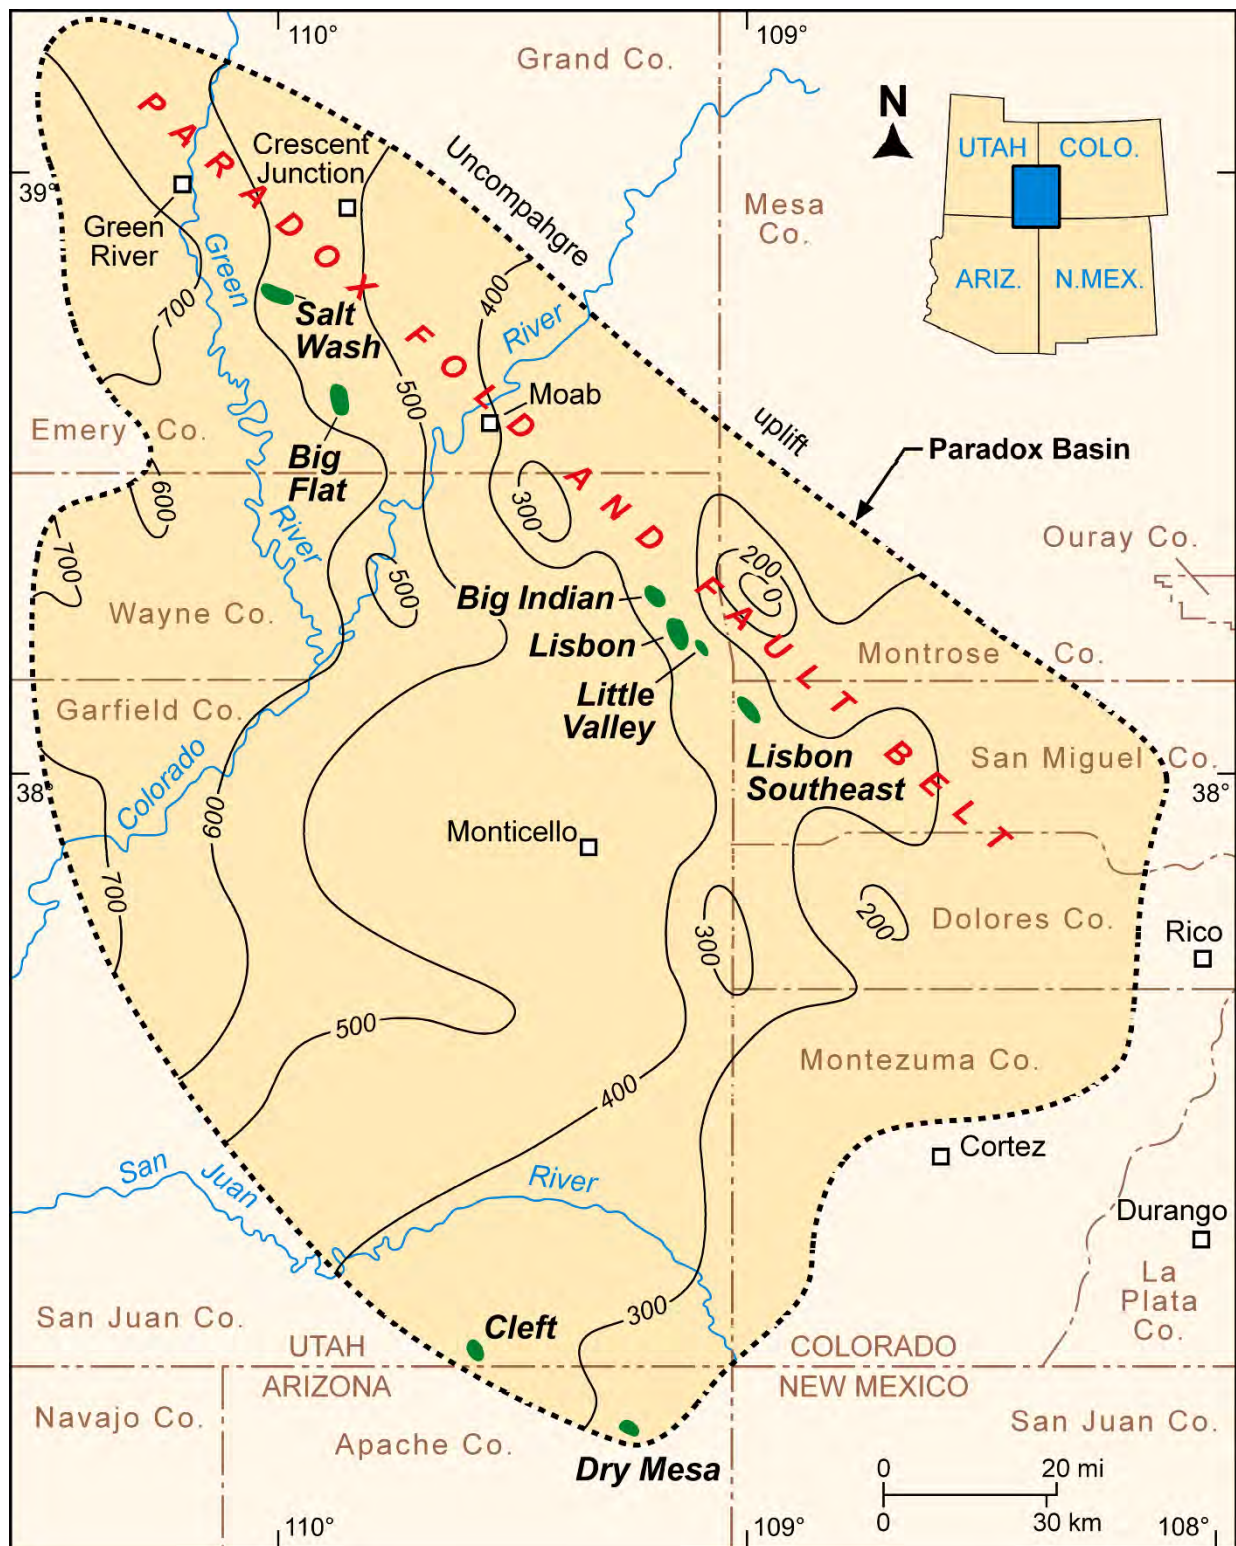 110°
109°
Grand Co.
N
UTAH
COLO.
ARIZ.
N.MEX.
PARADOX FOLD AND FAULT BELT
Crescent
Junction
Uncompahgre
uplift
39°
Mesa
Co.
Green
River
Green
River
700
400
Salt
Wash
River
500
Moab
Emery Co.
Paradox Basin
Big
Flat
600
300
Ouray Co.
700
500
200
0
Big Indian
Wayne Co.
Lisbon
Montrose Co.
Little
Valley
Garfield Co.
Colorado
San Miguel Co.
Lisbon
Southeast
38°
38°
600
Monticello
700
200
300
Dolores Co.
Rico
500
Montezuma Co.
400
Cortez
San Juan River
Durango
La
Plata
Co.
300
San Juan Co.
Cleft
UTAH
COLORADO
ARIZONA
NEW MEXICO
Navajo Co.
Apache Co.
San Juan Co.
Dry Mesa
0
20 mi
0
30 km
110°
109°
108°